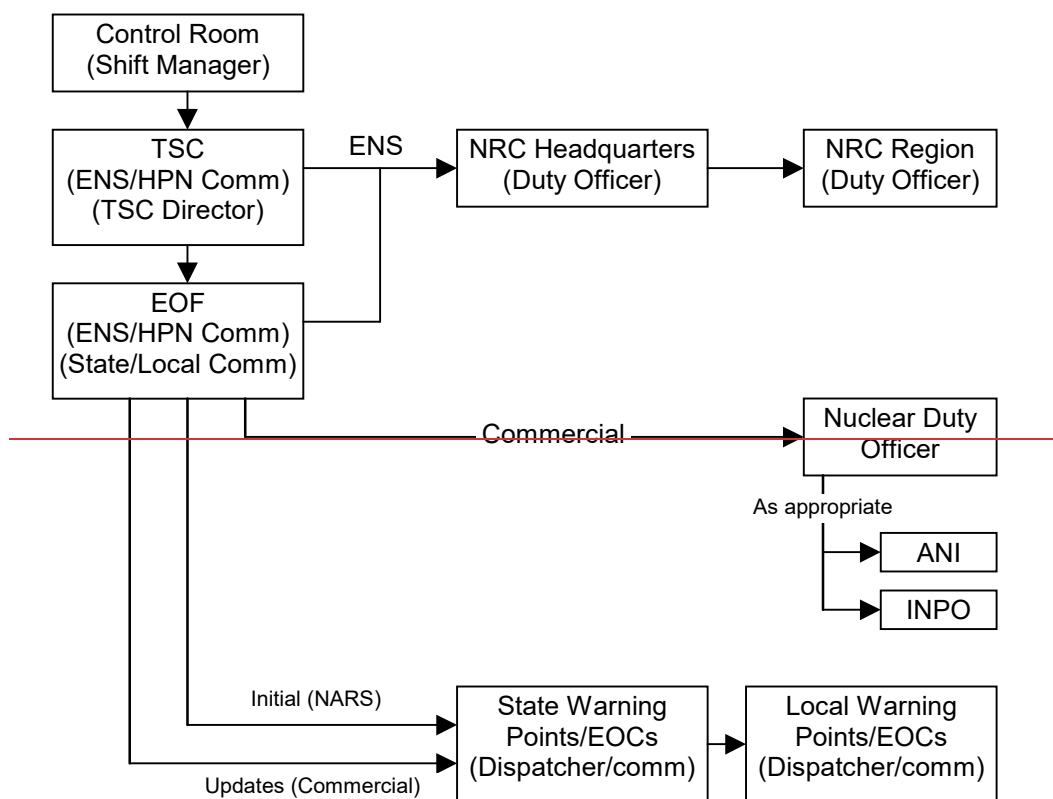 Control Room
(Shift Manager)
TSC
(ENS/HPN Comm)
(TSC Director)
ENS
NRC Headquarters
(Duty Officer)
NRC Region
(Duty Officer)
EOF
(ENS/HPN Comm)
(State/Local Comm)
Commercial
Nuclear Duty
Officer
As appropriate
ANI
INPO
Initial (NARS)
Updates (Commercial)
State Warning
Points/EOCs
(Dispatcher/comm)
Local Warning
Points/EOCs
(Dispatcher/comm)